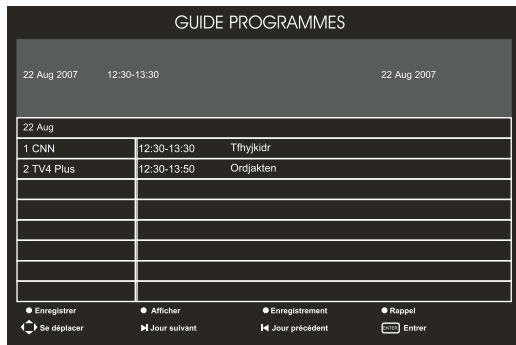 GUIDE PROGRAMMES
22 Aug 2007 12:30-13:30 22 Aug 2007
22 Aug
1 CNN 12:30-13:30 Tfhyjkidr
2 TV4 Plus 12:30-13:50 Ordjakten
Enregistrer Afficher Enregistrement Rappel
Se déplacer Jour suivant Jour précédent ENTER Entrer